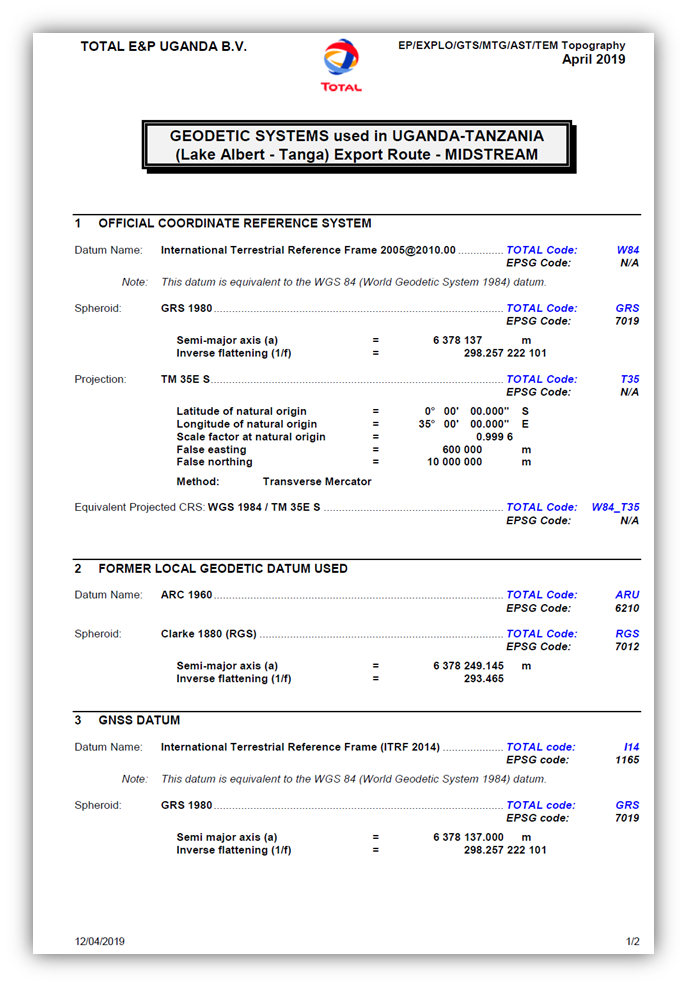 TOTAL E&P UGANDA B.V.
TOTAL
EP/EXPLO/GTS/MTG/AST/TEM Topography
April 2019
GEODETIC SYSTEMS used in UGANDA-TANZANIA
(Lake Albert - Tanga) Export Route - MIDSTREAM
1 OFFICIAL COORDINATE REFERENCE SYSTEM
Datum Name: International Terrestrial Reference Frame 2005@2010.00 ............... TOTAL Code: W84
EPSG Code: N/A
Note: This datum is equivalent to the WGS 84 (World Geodetic System 1984) datum.
Spheroid: GRS 1980 ............... TOTAL Code: GRS
EPSG Code: 7019
Semi-major axis (a) = 6 378 137 m
Inverse flattening (1/f) = 298.257 222 101
Projection: TM 35E S ............... TOTAL Code: T35
EPSG Code: N/A
Latitude of natural origin = 0° 00' 00.000" S
Longitude of natural origin = 35° 00' 00.000" E
Scale factor at natural origin = 0.999 6
False easting = 600 000 m
False northing = 10 000 000 m
Method: Transverse Mercator
Equivalent Projected CRS: WGS 1984 / TM 35E S ............... TOTAL Code: W84_T35
EPSG Code: N/A
2 FORMER LOCAL GEODETIC DATUM USED
Datum Name: ARC 1960 ............... TOTAL Code: ARU
EPSG Code: 6210
Spheroid: Clarke 1880 (RGS) ............... TOTAL Code: RGS
EPSG Code: 7012
Semi-major axis (a) = 6 378 249.145 m
Inverse flattening (1/f) = 293.465
3 GNSS DATUM
Datum Name: International Terrestrial Reference Frame (ITRF 2014) ............... TOTAL code: I14
EPSG code: 1165
Note: This datum is equivalent to the WGS 84 (World Geodetic System 1984) datum.
Spheroid: GRS 1980 ............... TOTAL code: GRS
EPSG code: 7019
Semi major axis (a) = 6 378 137.000 m
Inverse flattening (1/f) = 298.257 222 101
12/04/2019 1/2